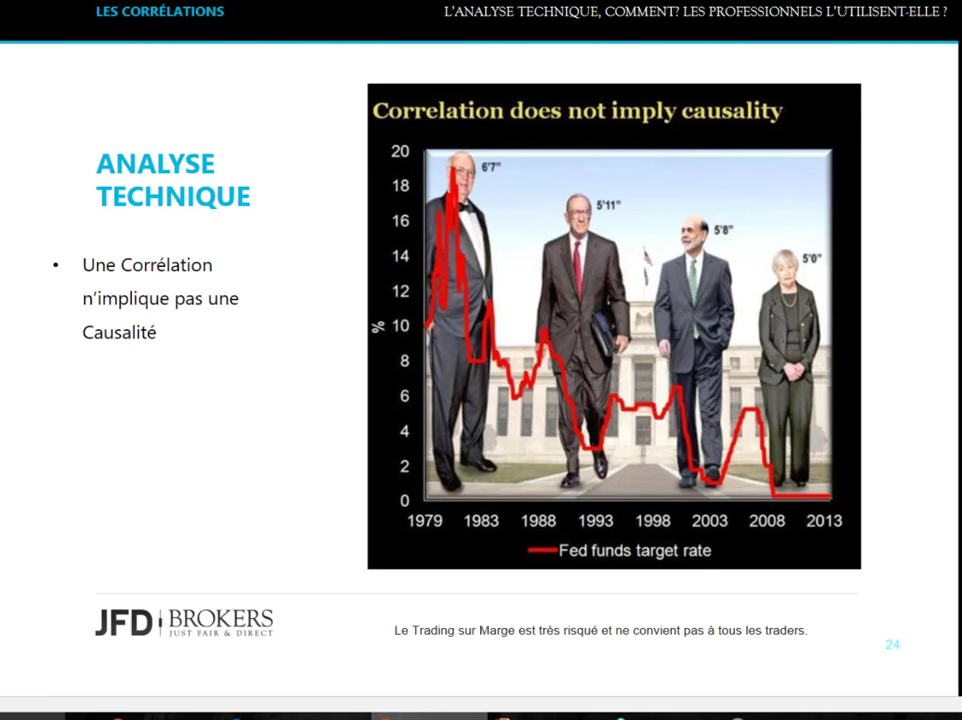 LES CORRÉLATIONS
L'ANALYSE TECHNIQUE, COMMENT? LES PROFESSIONNELS L'UTILISENT-ELLE ?
ANALYSE
TECHNIQUE
• Une Corrélation
n'implique pas une
Causalité
Correlation does not imply causality
20
18
16
14
12
10
8
6
4
2
0
%
6'7"
5'11"
5'8"
5'0"
1979 1983 1988 1993 1998 2003 2008 2013
Fed funds target rate
JFD BROKERS
JUST FAIR & DIRECT
Le Trading sur Marge est très risqué et ne convient pas à tous les traders.
24